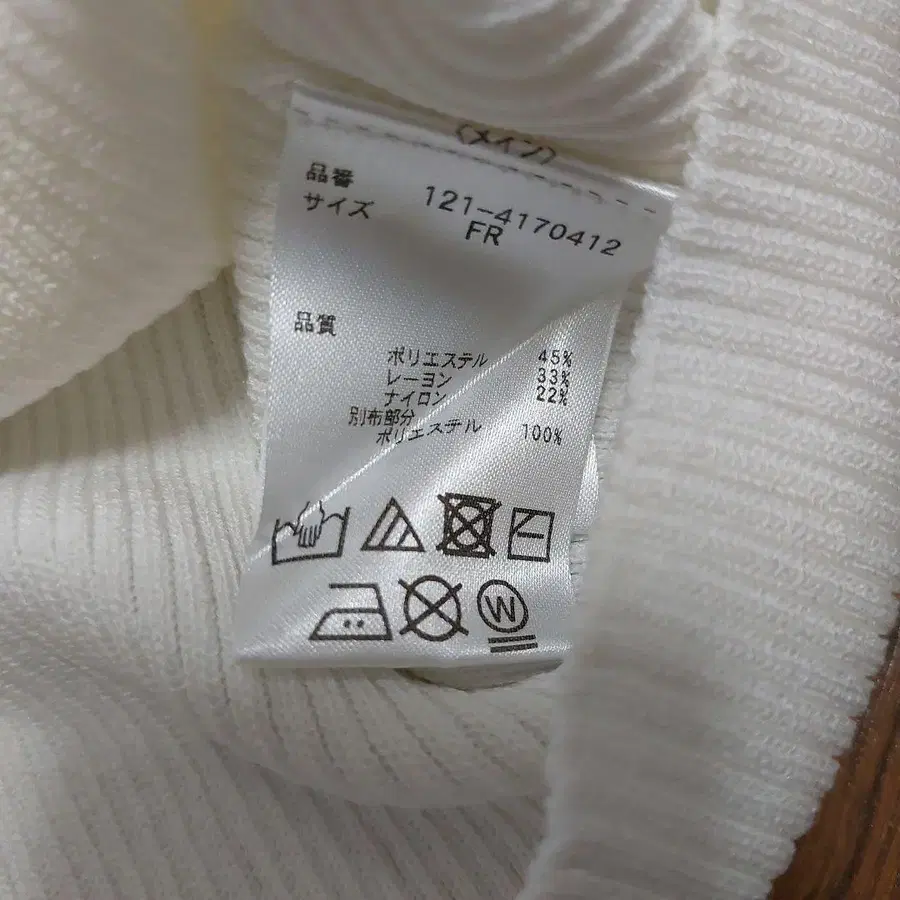 〈メイン〉
品番 121-4170412
サイズ FR
品質
ポリエステル 45%
レーヨン 33%
ナイロン 22%
別布部分
ポリエステル 100%
W